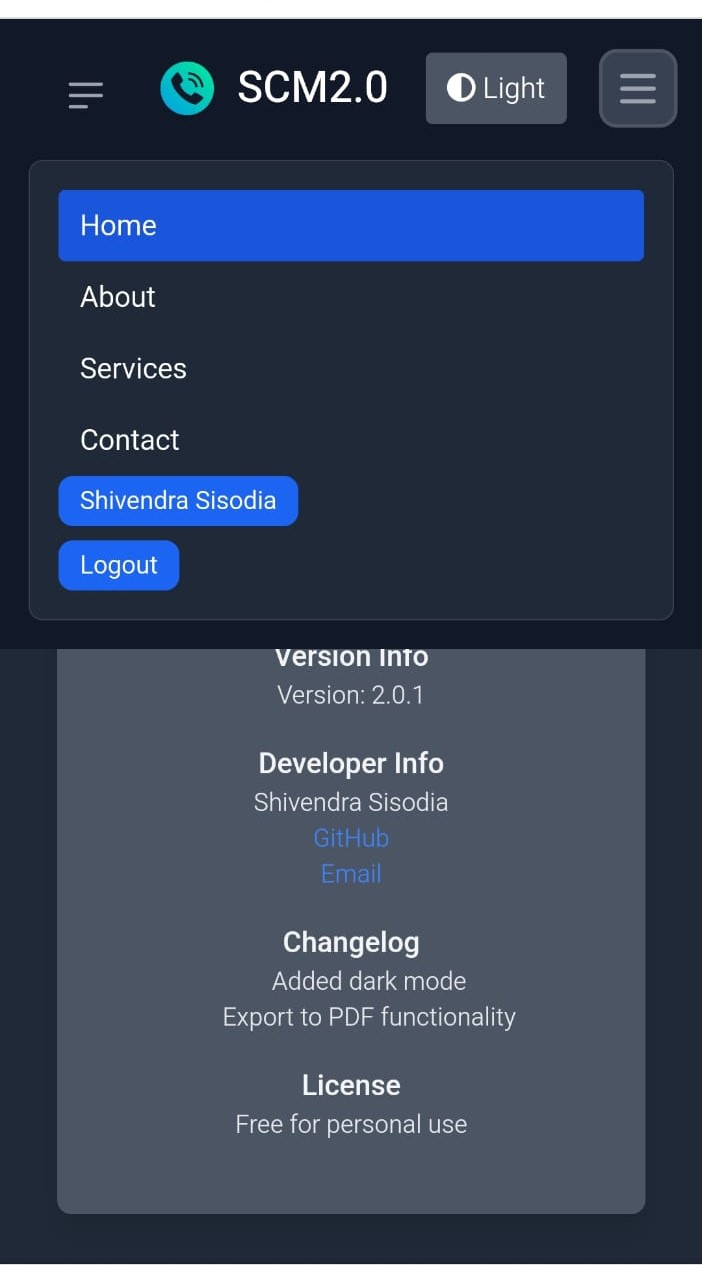 SCM2.0
Light
Home
About
Services
Contact
Shivendra Sisodia
Logout
Version Info
Version: 2.0.1
Developer Info
Shivendra Sisodia
GitHub
Email
Changelog
Added dark mode
Export to PDF functionality
License
Free for personal use